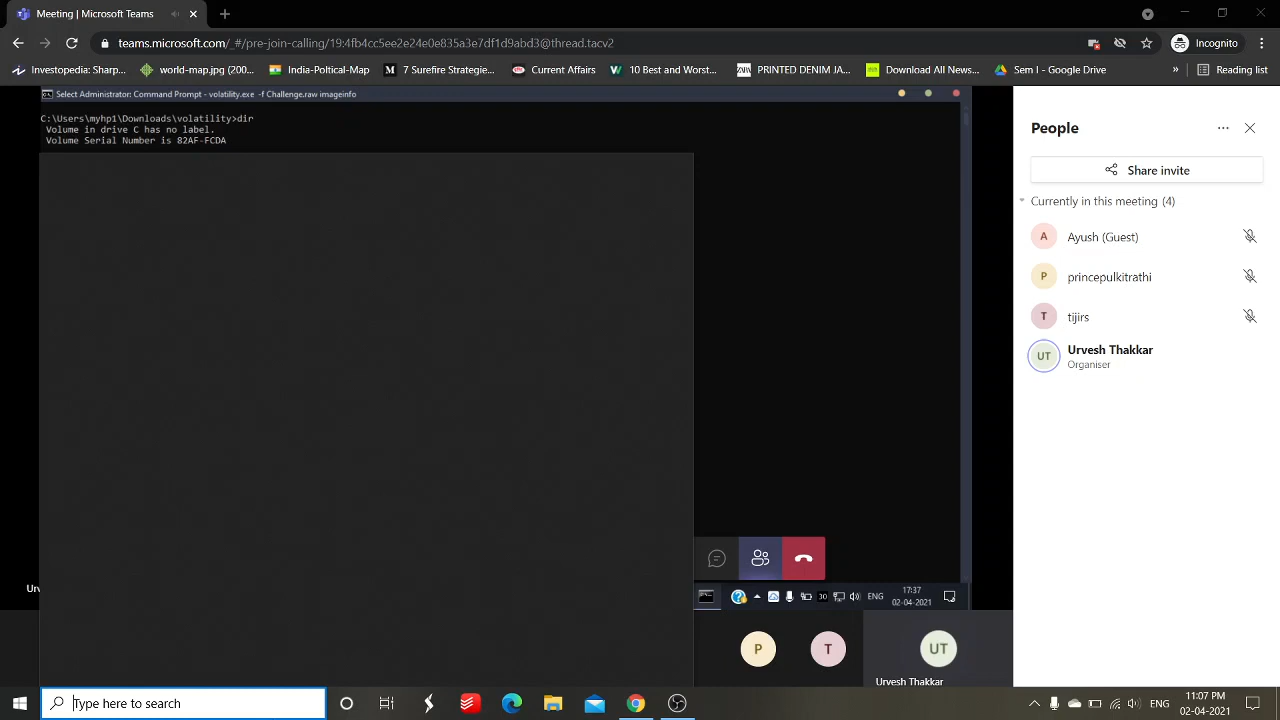 Meeting | Microsoft Teams
teams.microsoft.com/_#/pre-join-calling/19:4fb4cc5ee2e24e0e835a3e7df1d9abd3@thread.tacv2
Incognito
Investopedia: Sharp...
world-map.jpg (200...
India-Poltical-Map
7 Surefire Strategie...
Current Affairs
10 Best and Worst...
PRINTED DENIM JA...
Download All News...
Sem I - Google Drive
»
Reading list
Select Administrator: Command Prompt - volatility.exe -f Challenge.raw imageinfo
C:\Users\myhp1\Downloads\volatility>dir
Volume in drive C has no label.
Volume Serial Number is 82AF-FCDA
People
Share invite
Currently in this meeting (4)
A
Ayush (Guest)
P
princepulkitrathi
T
tijirs
UT
Urvesh Thakkar
Organiser
Urv
30
ENG
17:37
02-04-2021
P
T
UT
Urvesh Thakkar
Type here to search
ENG
11:07 PM
02-04-2021